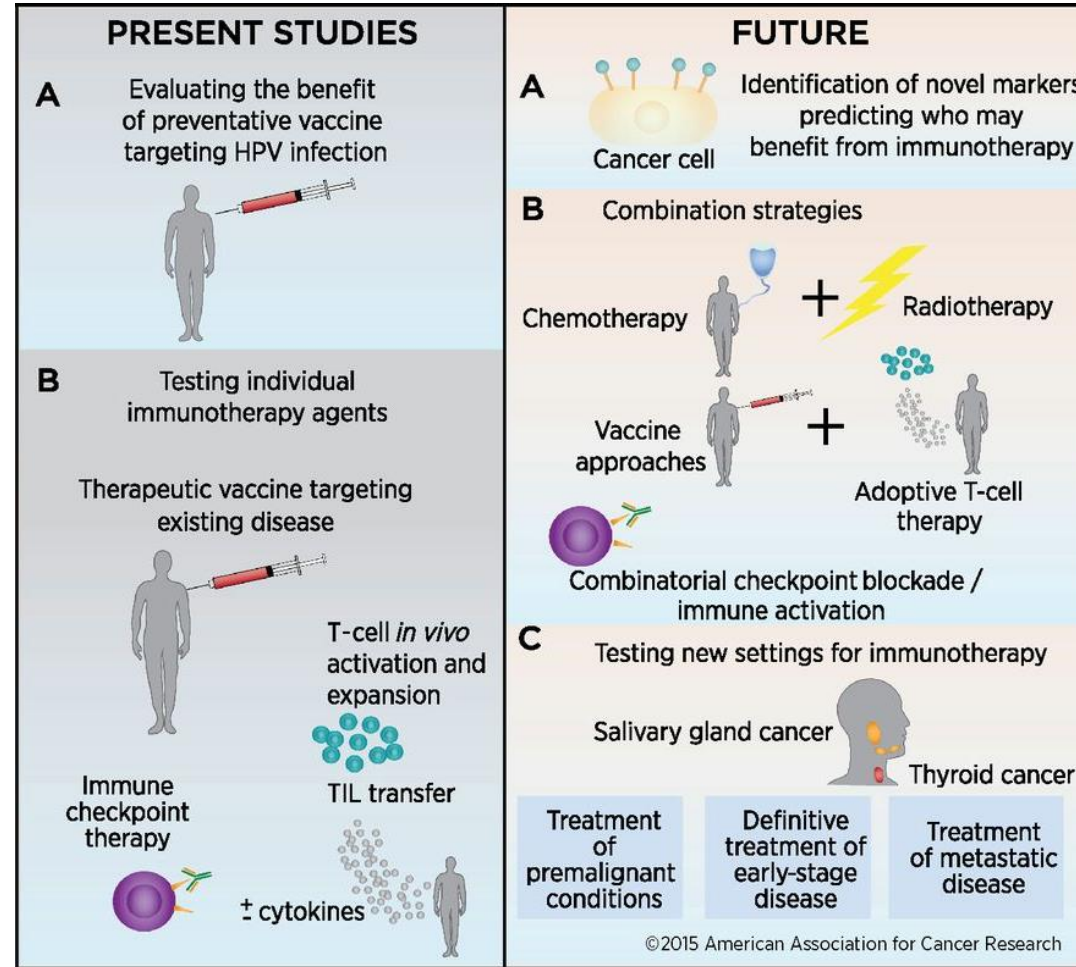 PRESENT STUDIES
A
Evaluating the benefit
of preventative vaccine
targeting HPV infection
B
Testing individual
immunotherapy agents
Therapeutic vaccine targeting
existing disease
T-cell in vivo
activation and
expansion
Immune
checkpoint
therapy
TIL transfer
± cytokines
FUTURE
A
Cancer cell
Identification of novel markers
predicting who may
benefit from immunotherapy
B
Combination strategies
Chemotherapy
+
Radiotherapy
Vaccine
approaches
+
Adoptive T-cell
therapy
Combinatorial checkpoint blockade /
immune activation
C
Testing new settings for immunotherapy
Salivary gland cancer
Thyroid cancer
Treatment
of
premalignant
conditions
Definitive
treatment of
early-stage
disease
Treatment
of metastatic
disease
©2015 American Association for Cancer Research